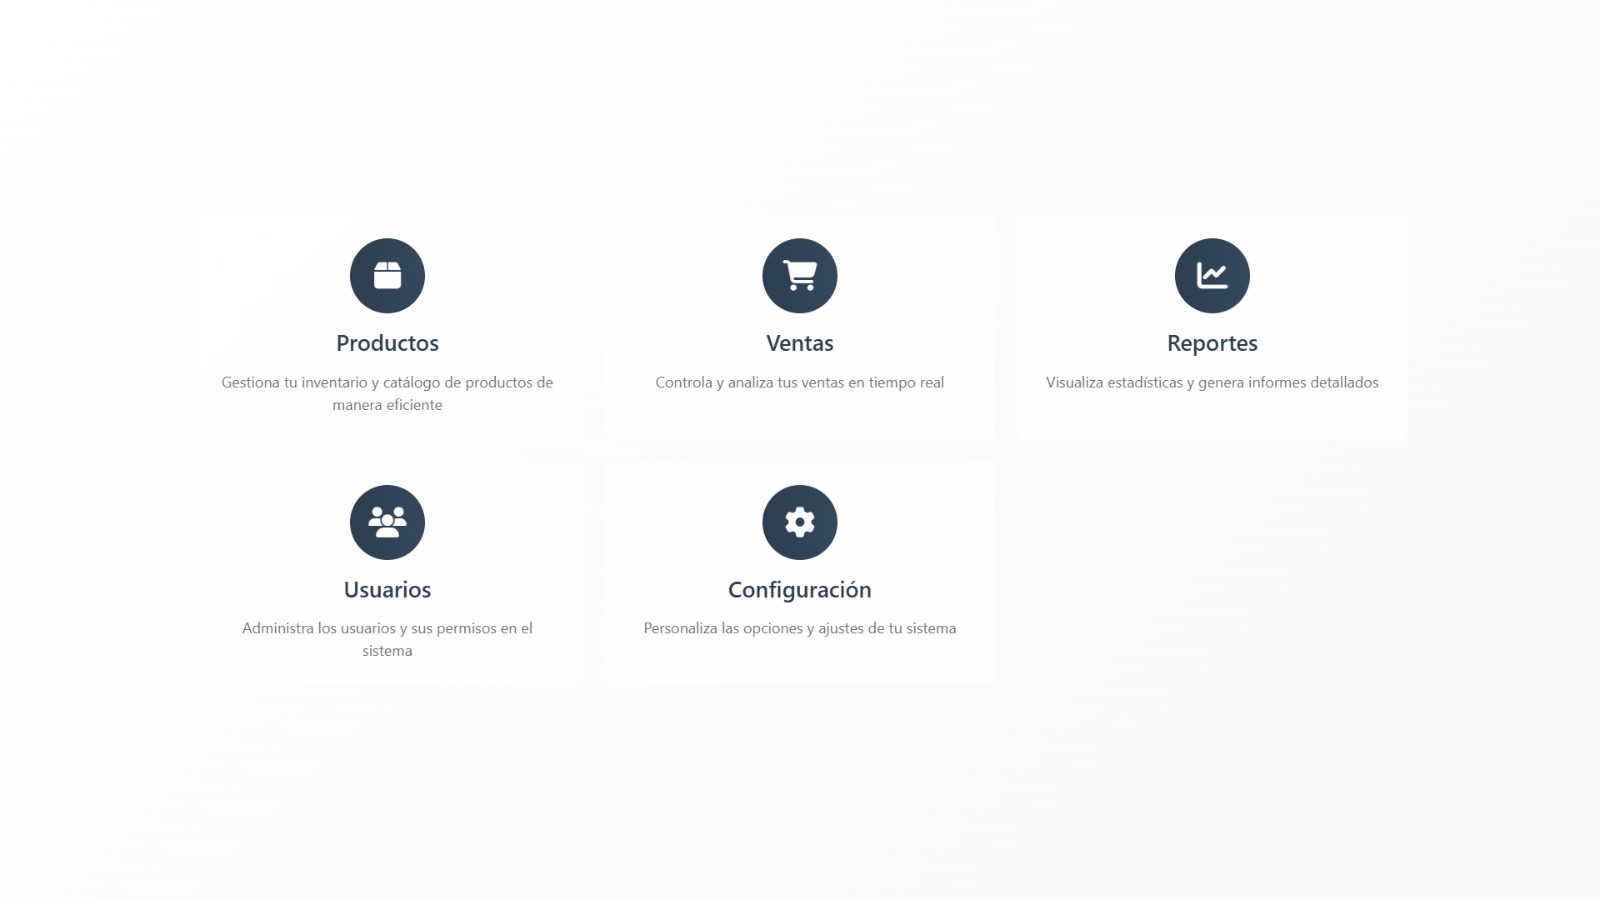 Productos
Gestiona tu inventario y catálogo de productos de
manera eficiente
Ventas
Controla y analiza tus ventas en tiempo real
Reportes
Visualiza estadísticas y genera informes detallados
Usuarios
Administra los usuarios y sus permisos en el
sistema
Configuración
Personaliza las opciones y ajustes de tu sistema